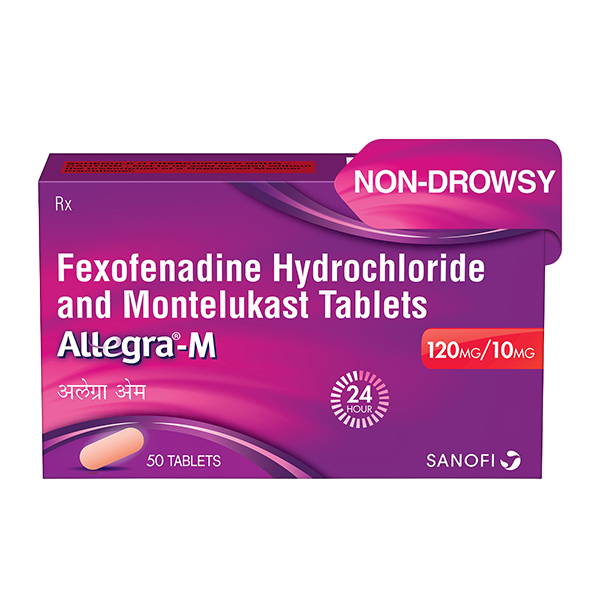 NON-DROWSY
Rx
Fexofenadine Hydrochloride
and Montelukast Tablets
Allegra®-M
120MG/10MG
अलेग्रा एम
24
HOUR
50 TABLETS
SANOFI